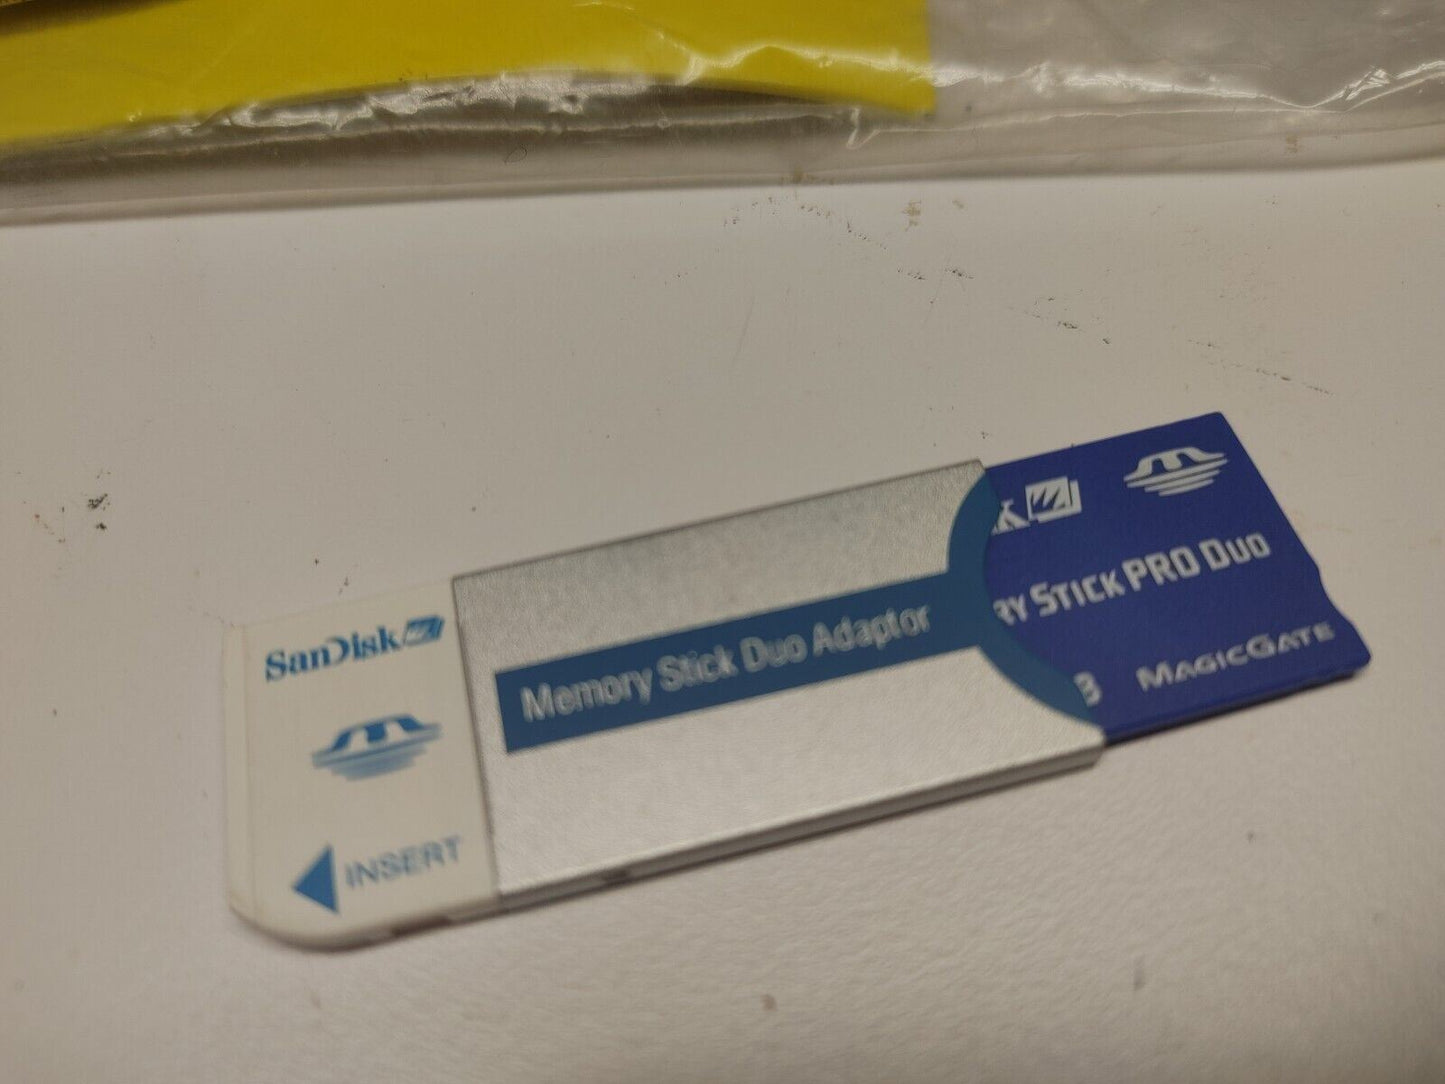 SanDisk
INSERT
Memory Stick Duo Adaptor
K
RY STICK PRO DUO
B
MAGICGATE